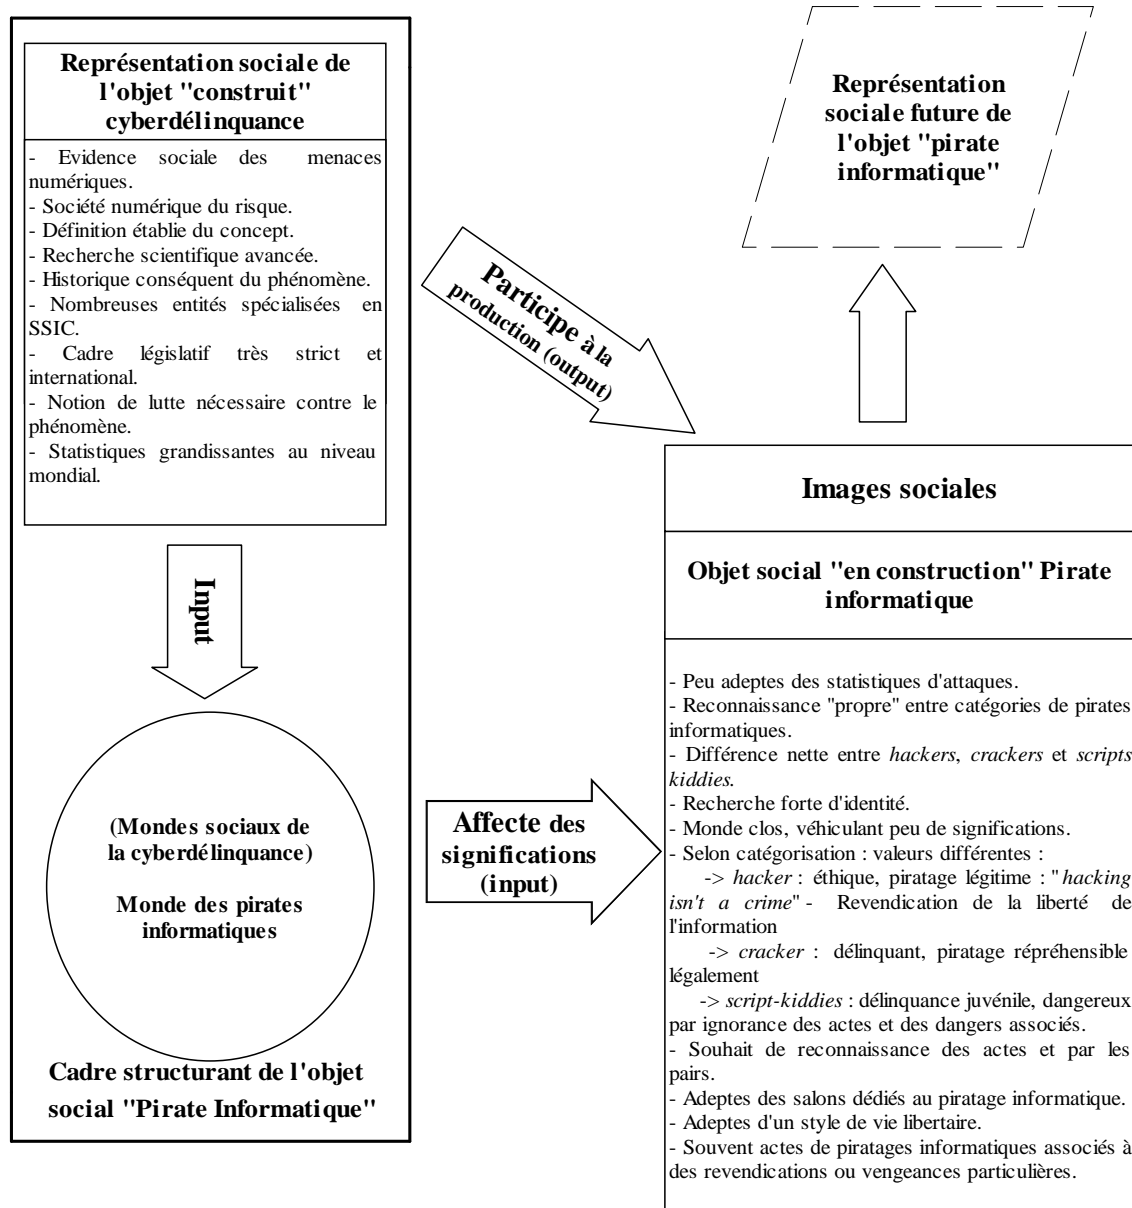 Représentation sociale de
l'objet "construit"
cyberdélinquance
- Evidence sociale des menaces
numériques.
- Société numérique du risque.
- Définition établie du concept.
- Recherche scientifique avancée.
- Historique conséquent du phénomène.
- Nombreuses entités spécialisées en
SSIC.
- Cadre législatif très strict et
international.
- Notion de lutte nécessaire contre le
phénomène.
- Statistiques grandissantes au niveau
mondial.
Input
(Mondes sociaux de
la cyberdélinquance)
Monde des pirates
informatiques
Cadre structurant de l'objet
social "Pirate Informatique"
Participe à la
production (output)
Affecte des
significations
(input)
Représentation
sociale future de
l'objet "pirate
informatique"
Images sociales
Objet social "en construction" Pirate
informatique
- Peu adeptes des statistiques d'attaques.
- Reconnaissance "propre" entre catégories de pirates
informatiques.
- Différence nette entre hackers, crackers et scripts
kiddies.
- Recherche forte d'identité.
- Monde clos, véhiculant peu de significations.
- Selon catégorisation : valeurs différentes :
-> hacker : éthique, piratage légitime : "hacking
isn't a crime" - Revendication de la liberté de
l'information
-> cracker : délinquant, piratage répréhensible
légalement
-> script-kiddies : délinquance juvénile, dangereux
par ignorance des actes et des dangers associés.
- Souhait de reconnaissance des actes et par les
pairs.
- Adeptes des salons dédiés au piratage informatique.
- Adeptes d'un style de vie libertaire.
- Souvent actes de piratages informatiques associés à
des revendications ou vengeances particulières.